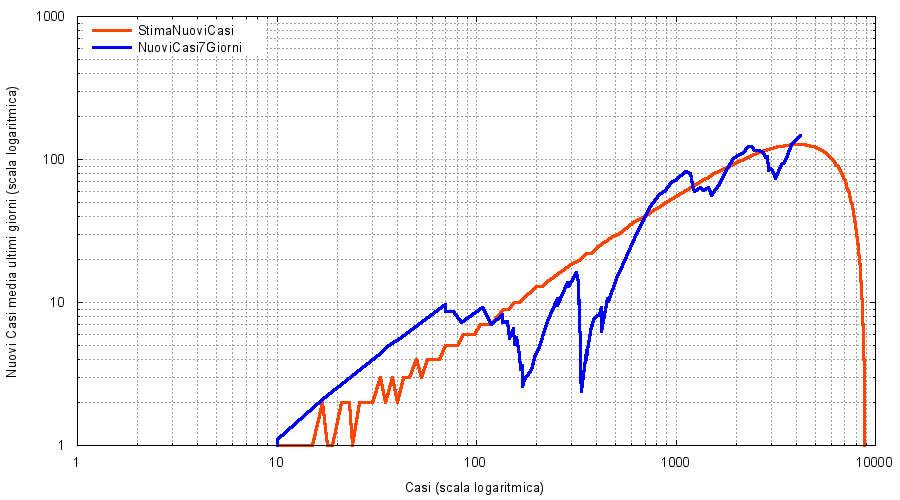 StimaNuoviCasi
NuoviCasi7Giorni
1000
100
10
1
Nuovi Casi media ultimi giorni (scala logaritmica)
1 10 100 1000 10000
Casi (scala logaritmica)